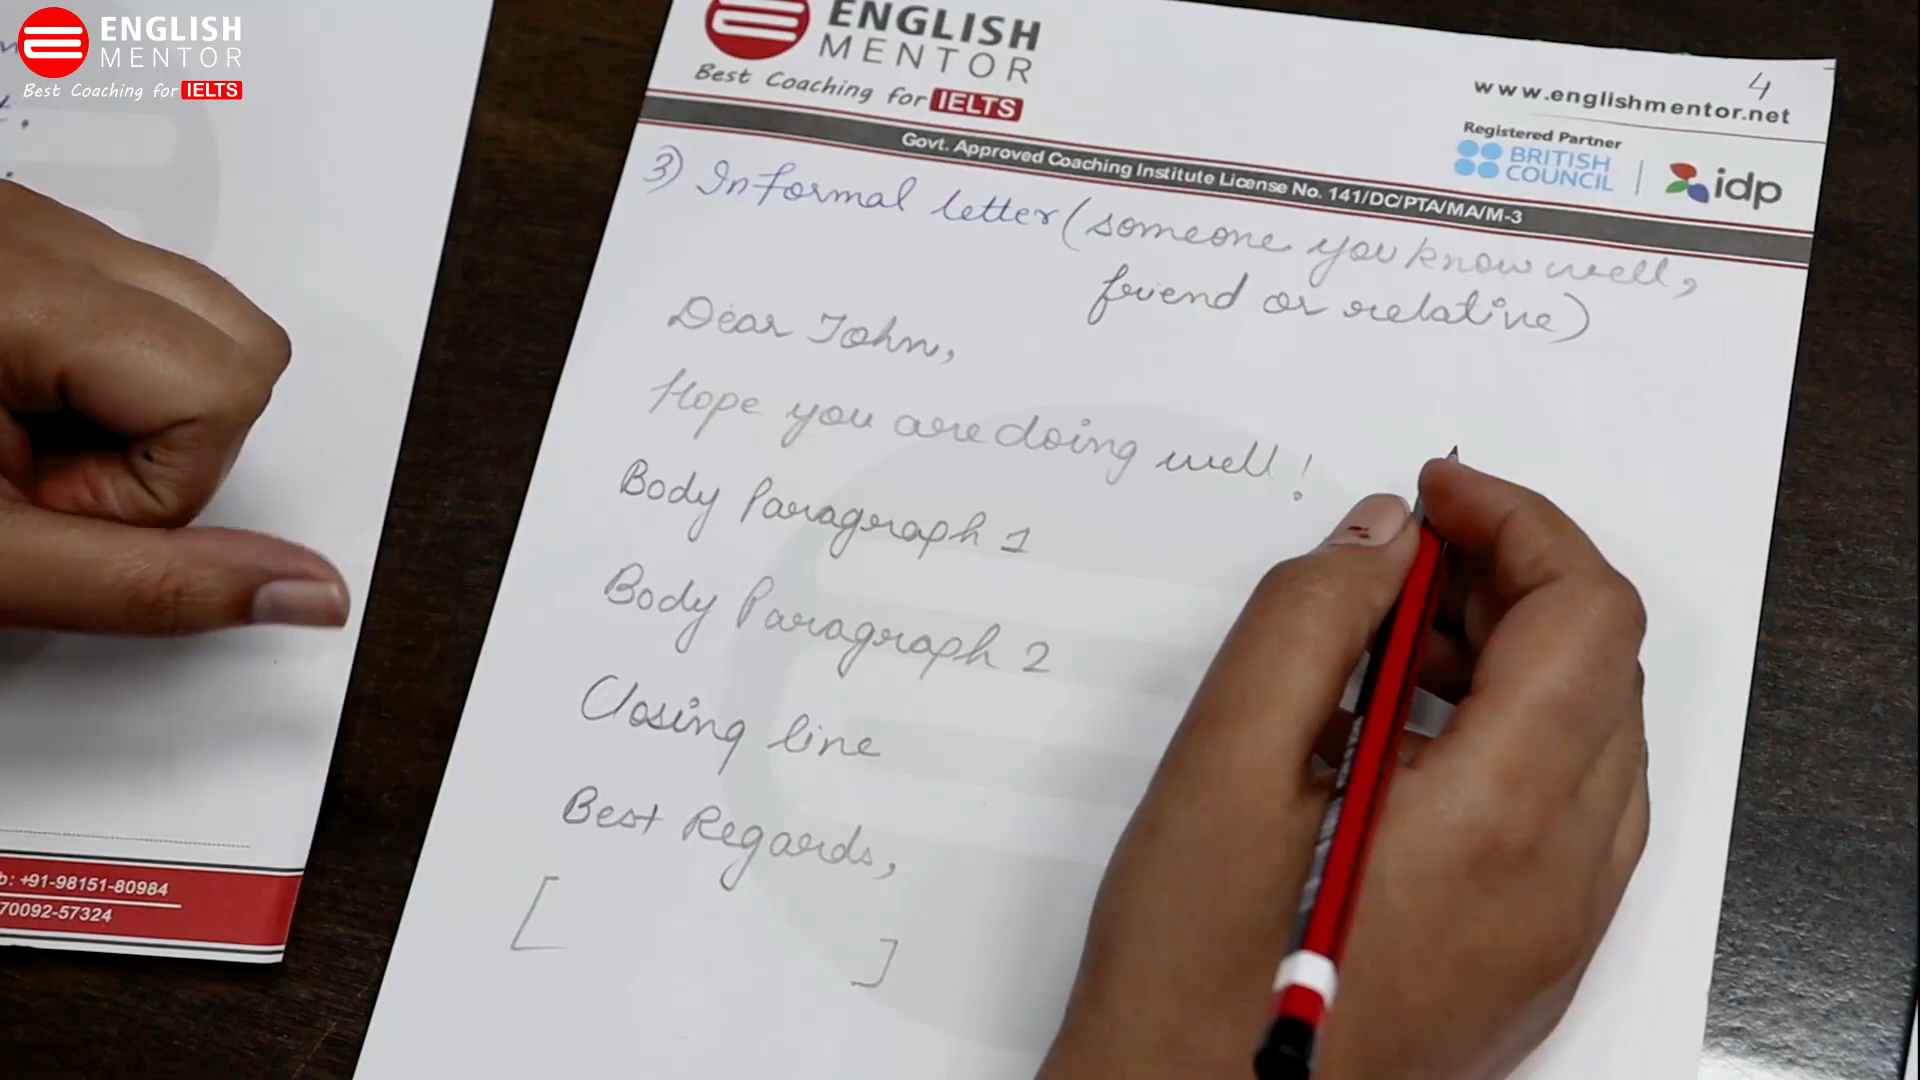 ENGLISH
MENTOR
Best Coaching for IELTS
ENGLISH
MENTOR
Best Coaching for IELTS
4
www.englishmentor.net
Registered Partner
BRITISH
COUNCIL
idp
Govt. Approved Coaching Institute License No. 141/DC/PTA/MA/M-3
3) Informal letter (someone you know well,
friend or relative)
Dear John,
Hope you are doing well!
Body Paragraph 1
Body Paragraph 2
Closing line
Best Regards,
[ ]
b: +91-98151-80984
70092-57324